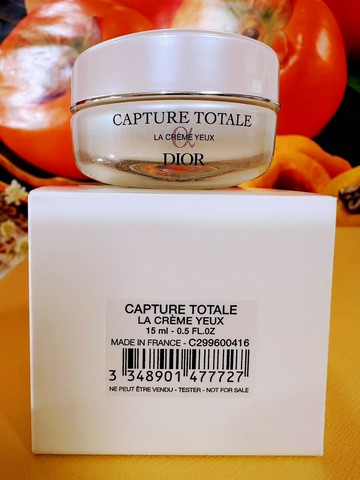 CAPTURE TOTALE
LA CRÈME YEUX
DIOR
CAPTURE TOTALE
LA CRÈME YEUX
15 ml - 0.5 FL.OZ
MADE IN FRANCE - C299600416
3 348901 477727
NE PEUT ÊTRE VENDU - TESTER - NOT FOR SALE